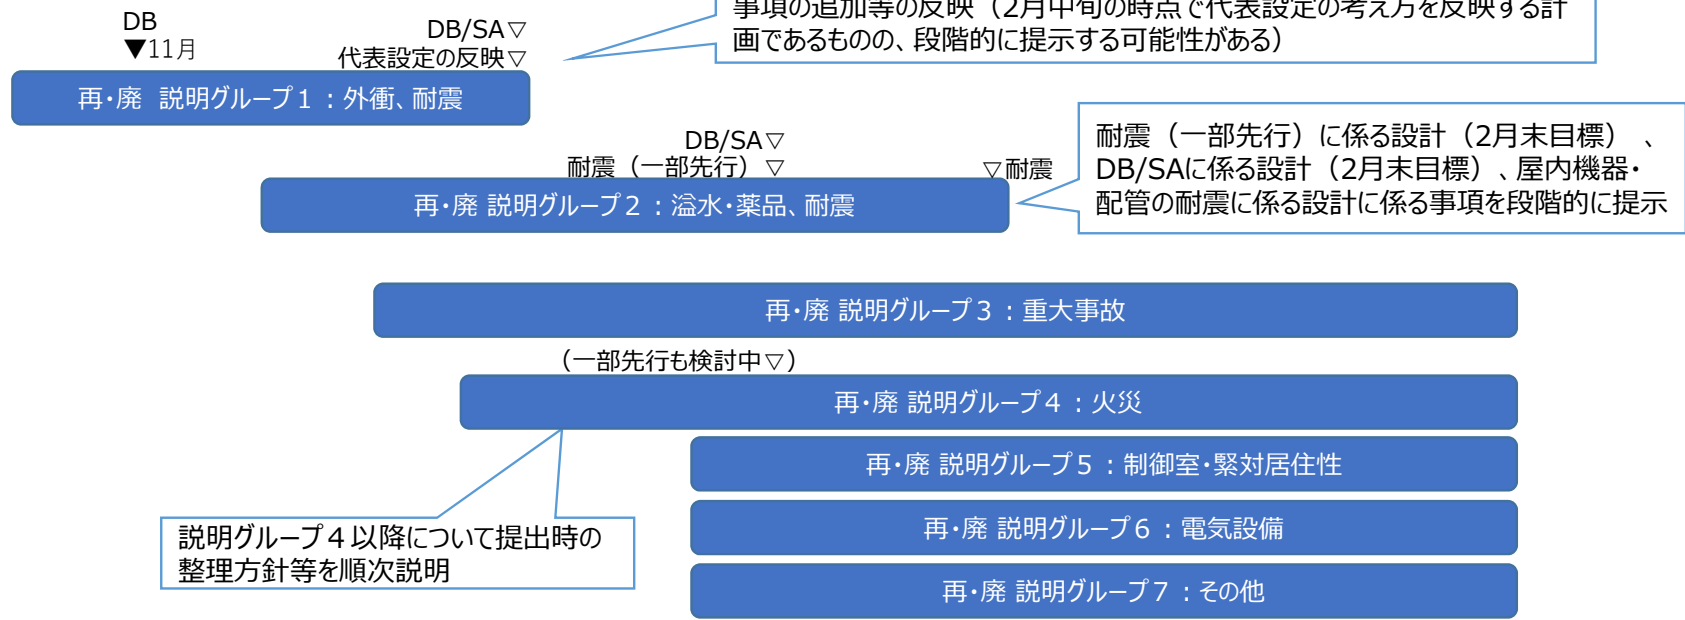 事項の追加等の反映（2月中旬の時点で代表設定の考え方を反映する計
画であるものの、段階的に提示する可能性がある）
DB
▼11月
DB/SA▽
代表設定の反映▽
再・廃 説明グループ１：外衝、耐震
DB/SA▽
耐震（一部先行）▽
▽耐震
再・廃 説明グループ２：溢水・薬品、耐震
耐震（一部先行）に係る設計（2月末目標）、
DB/SAに係る設計（2月末目標）、屋内機器・
配管の耐震に係る設計に係る事項を段階的に提示
再・廃 説明グループ３：重大事故
（一部先行も検討中▽）
再・廃 説明グループ４：火災
再・廃 説明グループ５：制御室・緊対居住性
説明グループ４以降について提出時の
整理方針等を順次説明
再・廃 説明グループ６：電気設備
再・廃 説明グループ７：その他